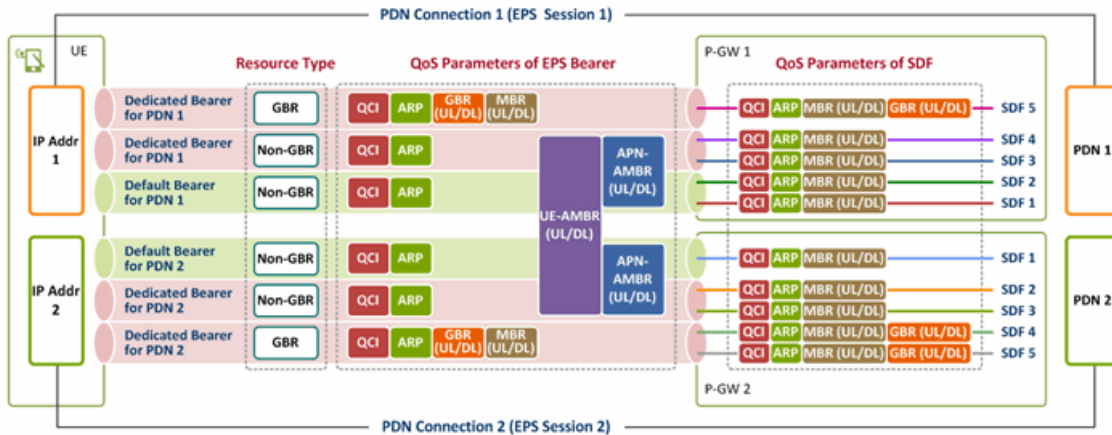 PDN Connection 1 (EPS Session 1)
UE
P-GW 1
Resource Type
QoS Parameters of EPS Bearer
QoS Parameters of SDF
IP Addr
1
Dedicated Bearer
for PDN 1
GBR
QCI
ARP
GBR
(UL/DL)
MBR
(UL/DL)
QCI ARP MBR (UL/DL) GBR (UL/DL)
SDF 5
Dedicated Bearer
for PDN 1
Non-GBR
QCI
ARP
QCI ARP MBR (UL/DL)
SDF 4
QCI ARP MBR (UL/DL)
SDF 3
Default Bearer
for PDN 1
Non-GBR
QCI
ARP
QCI ARP MBR (UL/DL)
SDF 2
QCI ARP MBR (UL/DL)
SDF 1
APN-
AMBR
(UL/DL)
UE-AMBR
(UL/DL)
PDN 1
IP Addr
2
Default Bearer
for PDN 2
Non-GBR
QCI
ARP
APN-
AMBR
(UL/DL)
QCI ARP MBR (UL/DL)
SDF 1
Dedicated Bearer
for PDN 2
Non-GBR
QCI
ARP
QCI ARP MBR (UL/DL)
SDF 2
QCI ARP MBR (UL/DL)
SDF 3
Dedicated Bearer
for PDN 2
GBR
QCI
ARP
GBR
(UL/DL)
MBR
(UL/DL)
QCI ARP MBR (UL/DL) GBR (UL/DL)
SDF 4
QCI ARP MBR (UL/DL) GBR (UL/DL)
SDF 5
PDN 2
P-GW 2
PDN Connection 2 (EPS Session 2)